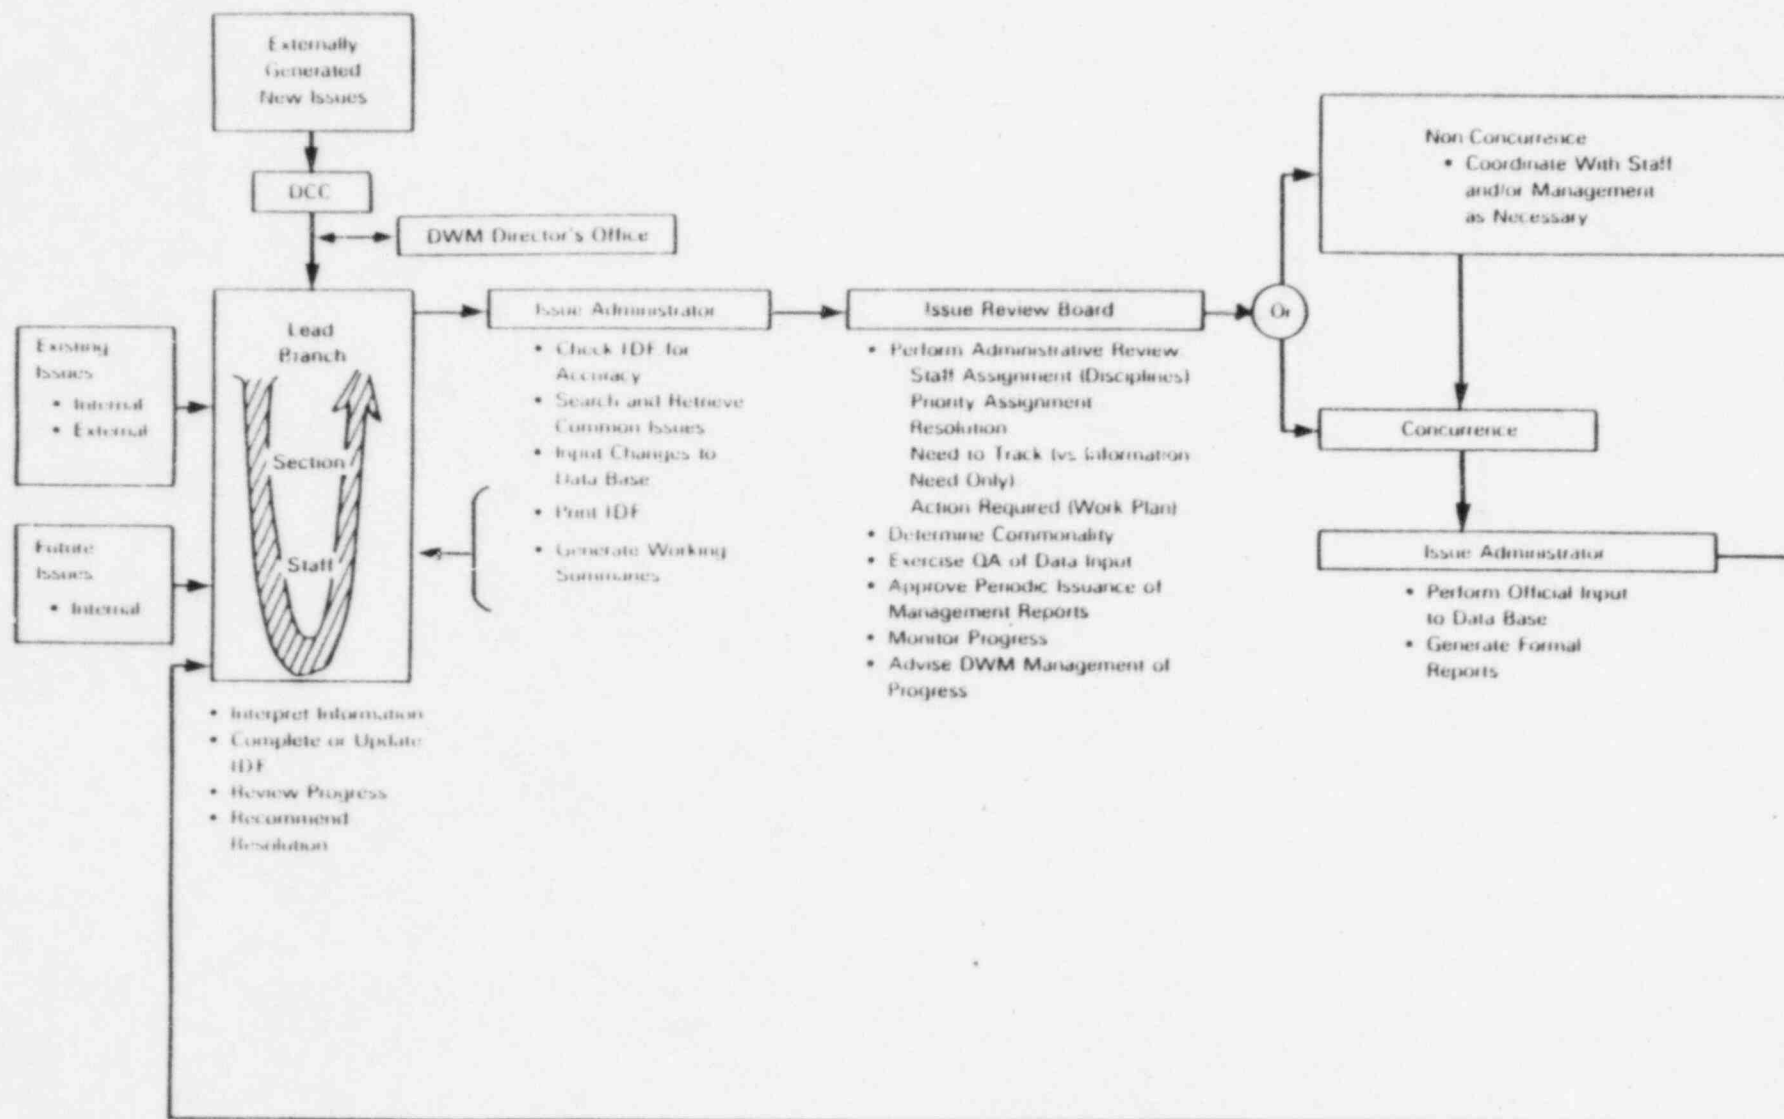 Externally
Generated
New Issues
DCC
DWM Director's Office
Existing
Issues
• Internal
• External
Future
Issues
• Internal
Lead
Branch
Section
Staff
• Interpret Information
• Complete or Update
IDF
• Review Progress
• Recommend
Resolution
Issue Administrator
• Check IDF for
Accuracy
• Search and Retrieve
Common Issues
• Input Changes to
Data Base
• Print IDF
• Generate Working
Summaries
Issue Review Board
• Perform Administrative Review
Staff Assignment (Disciplines)
Priority Assignment
Resolution
Need to Track (vs Information
Need Only)
Action Required (Work Plan)
• Determine Commonality
• Exercise QA of Data Input
• Approve Periodic Issuance of
Management Reports
• Monitor Progress
• Advise DWM Management of
Progress
Or
Non Concurrence
• Coordinate With Staff
and/or Management
as Necessary
Concurrence
Issue Administrator
• Perform Official Input
to Data Base
• Generate Formal
Reports